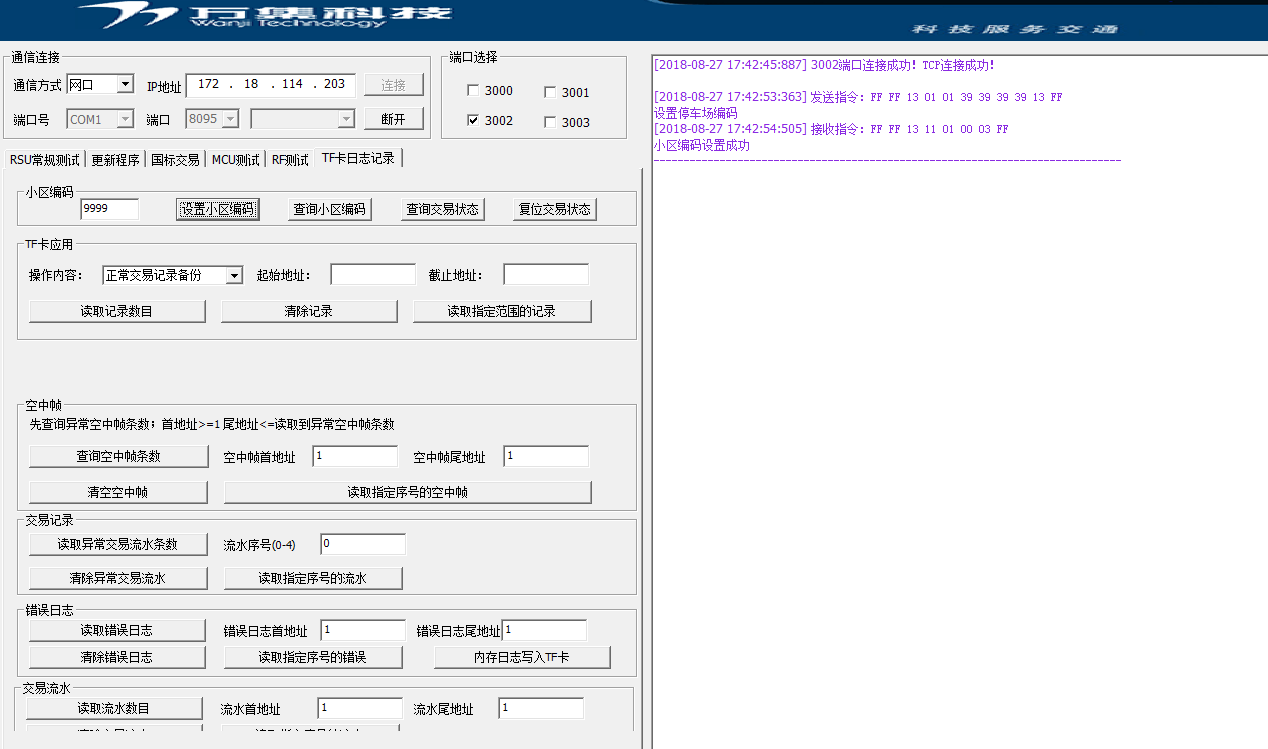 万集科技
Wanji Technology
科技服务交通
通信连接
通信方式 网口 IP地址 172 . 18 . 114 . 203 连接
端口号 COM1 端口 8095 断开
端口选择
3000 3001
3002 3003
RSU常规测试 更新程序 国标交易 MCU测试 RF测试 TF卡日志记录
小区编码
9999 设置小区编码 查询小区编码 查询交易状态 复位交易状态
TF卡应用
操作内容： 正常交易记录备份 起始地址： 截止地址：
读取记录数目 清除记录 读取指定范围的记录
空中帧
先查询异常空中帧条数；首地址>=1 尾地址<=读取到异常空中帧条数
查询空中帧条数 空中帧首地址 1 空中帧尾地址 1
清空空中帧 读取指定序号的空中帧
交易记录
读取异常交易流水条数 流水序号(0-4) 0
清除异常交易流水 读取指定序号的流水
错误日志
读取错误日志 错误日志首地址 1 错误日志尾地址 1
清除错误日志 读取指定序号的错误 内存日志写入TF卡
交易流水
读取流水数目 流水首地址 1 流水尾地址 1
[2018-08-27 17:42:45:887] 3002端口连接成功！TCP连接成功！
[2018-08-27 17:42:53:363] 发送指令：FF FF 13 01 01 39 39 39 39 13 FF
设置停车场编码
[2018-08-27 17:42:54:505] 接收指令：FF FF 13 11 01 00 03 FF
小区编码设置成功